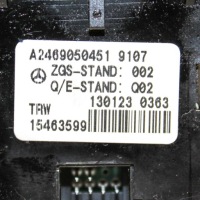 A2469050451 9107
ZGS-STAND: 002
Q/E-STAND: Q02
130123 0363
TRW
15463599